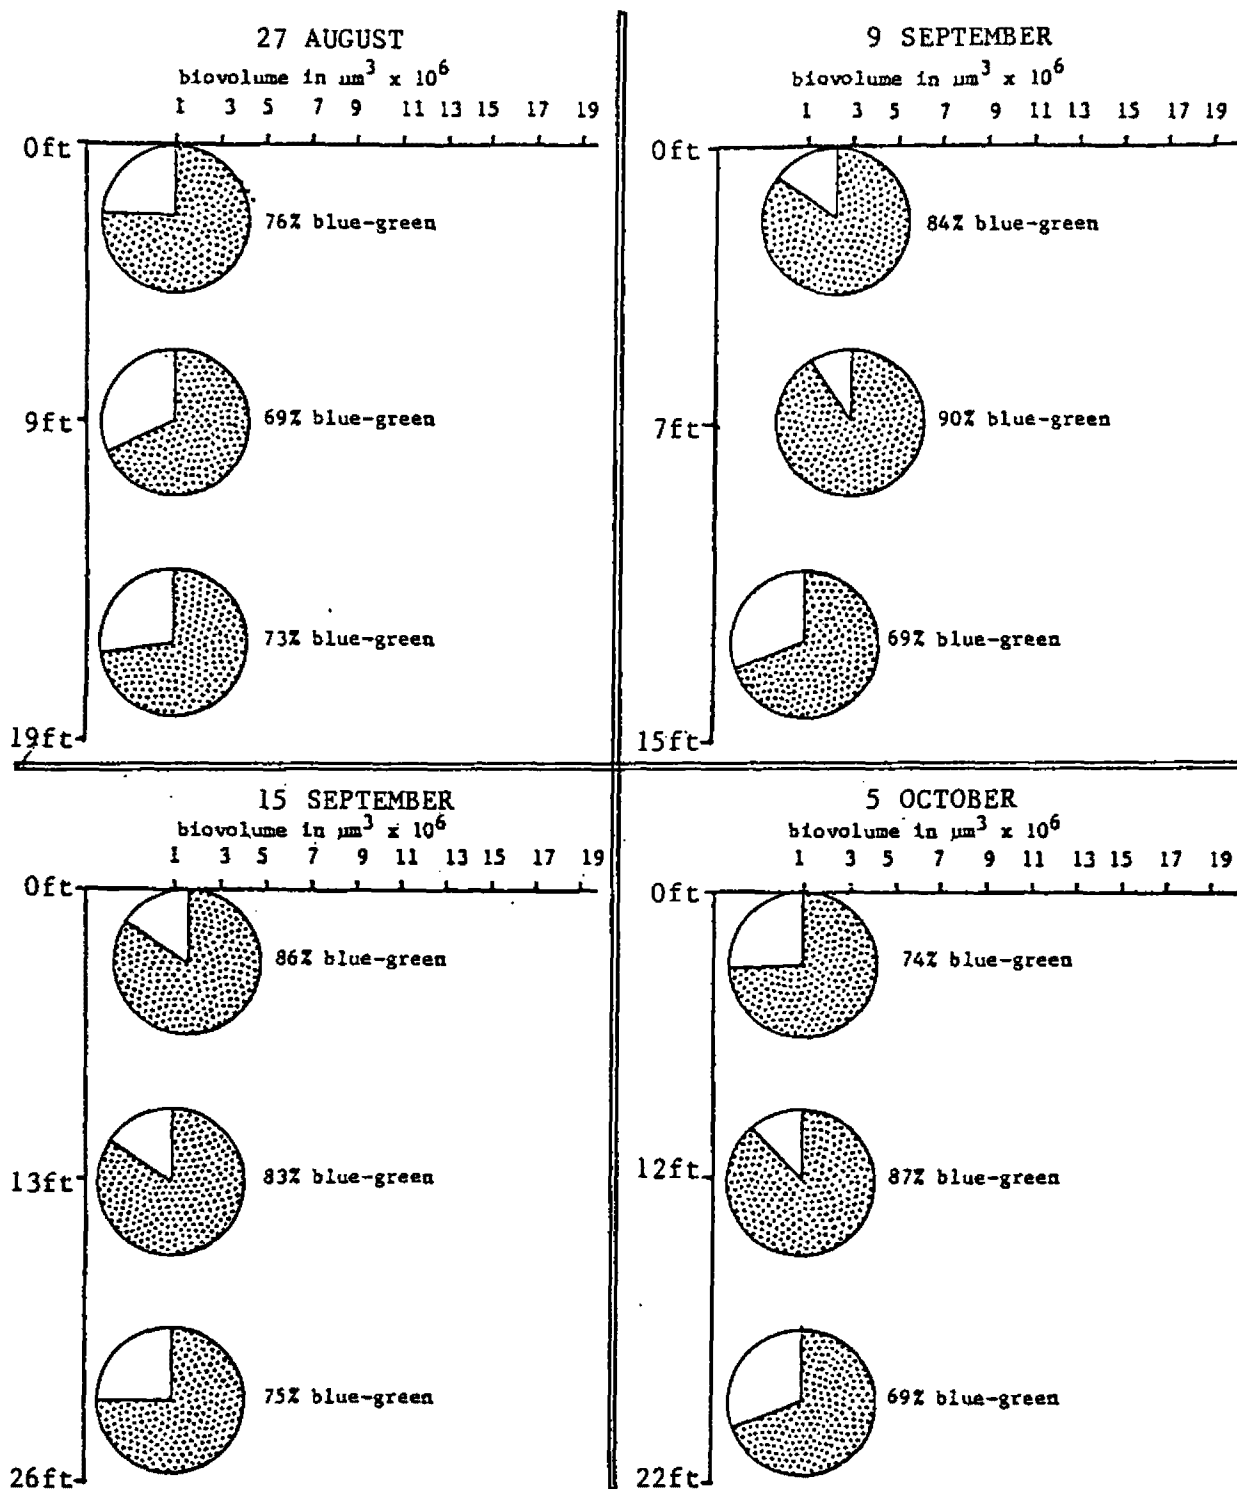 27 AUGUST
biovolume in µm³ x 10⁶
1 3 5 7 9 11 13 15 17 19
0ft
76% blue-green
9ft
69% blue-green
73% blue-green
19ft
9 SEPTEMBER
biovolume in µm³ x 10⁶
1 3 5 7 9 11 13 15 17 19
0ft
84% blue-green
7ft
90% blue-green
69% blue-green
15ft
15 SEPTEMBER
biovolume in µm³ x 10⁶
1 3 5 7 9 11 13 15 17 19
0ft
86% blue-green
13ft
83% blue-green
75% blue-green
26ft
5 OCTOBER
biovolume in µm³ x 10⁶
1 3 5 7 9 11 13 15 17 19
0ft
74% blue-green
12ft
87% blue-green
69% blue-green
22ft